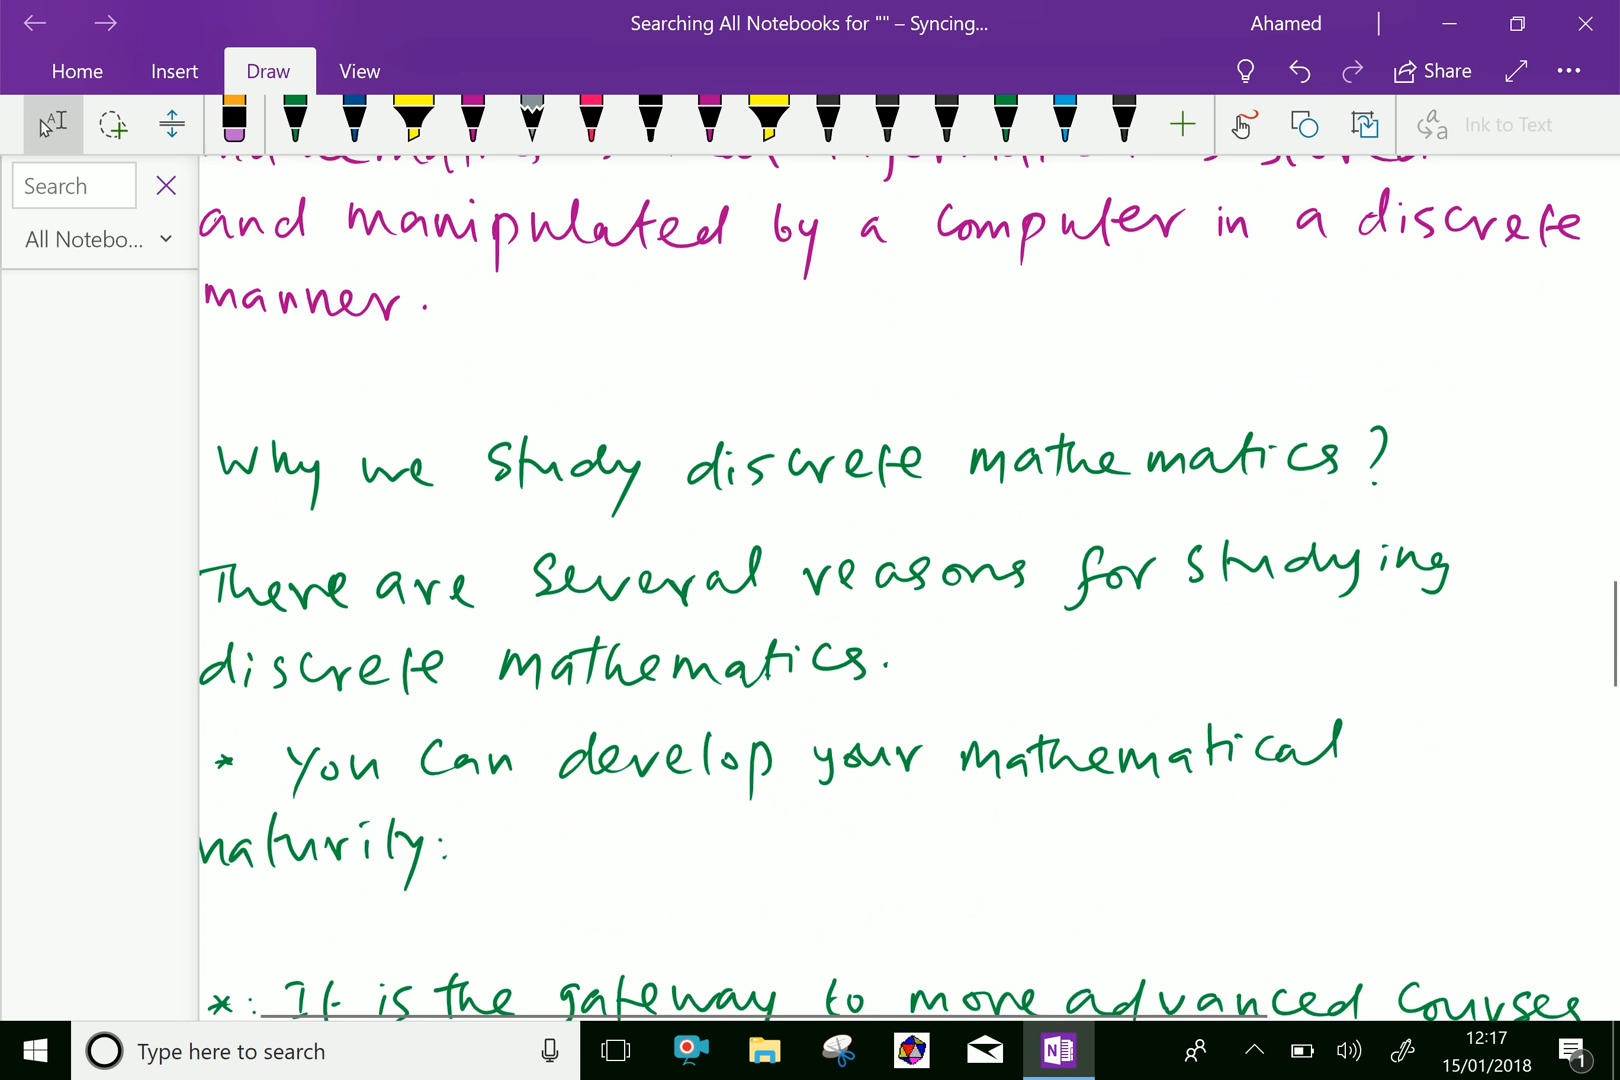 Searching All Notebooks for "" – Syncing...
Ahamed
Home Insert Draw View
Share
Ink to Text
Search
All Notebo...
and manipulated by a computer in a discrete
manner.
Why we study discrete mathematics?
There are several reasons for studying
discrete mathematics.
* You can develop your mathematical
maturity:
*: It is the gateway to more advanced courses
Type here to search
12:17
15/01/2018
1